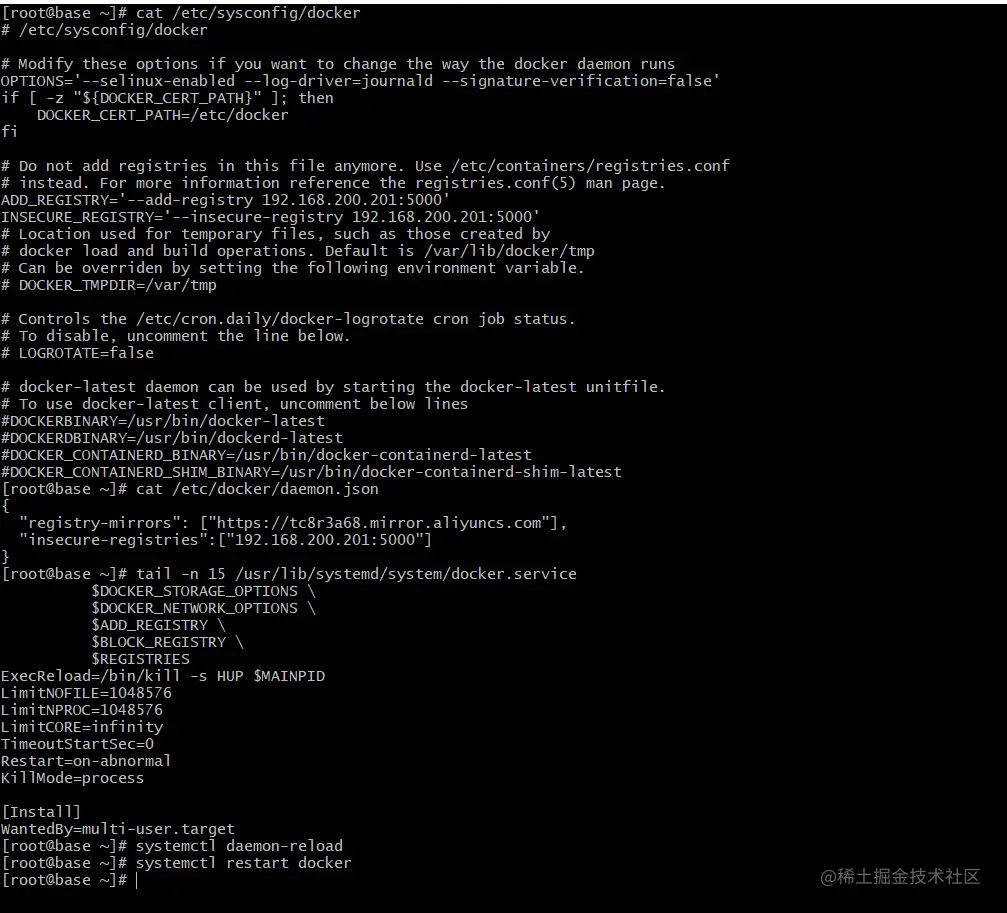 [root@base ~]# cat /etc/sysconfig/docker
# /etc/sysconfig/docker
# Modify these options if you want to change the way the docker daemon runs
OPTIONS='--selinux-enabled --log-driver=journald --signature-verification=false'
if [ -z "${DOCKER_CERT_PATH}" ]; then
    DOCKER_CERT_PATH=/etc/docker
fi
# Do not add registries in this file anymore. Use /etc/containers/registries.conf
# instead. For more information reference the registries.conf(5) man page.
ADD_REGISTRY='--add-registry 192.168.200.201:5000'
INSECURE_REGISTRY='--insecure-registry 192.168.200.201:5000'
# Location used for temporary files, such as those created by
# docker load and build operations. Default is /var/lib/docker/tmp
# Can be overriden by setting the following environment variable.
# DOCKER_TMPDIR=/var/tmp
# Controls the /etc/cron.daily/docker-logrotate cron job status.
# To disable, uncomment the line below.
# LOGROTATE=false
# docker-latest daemon can be used by starting the docker-latest unitfile.
# To use docker-latest client, uncomment below lines
#DOCKERBINARY=/usr/bin/docker-latest
#DOCKERDBINARY=/usr/bin/dockerd-latest
#DOCKER_CONTAINERD_BINARY=/usr/bin/docker-containerd-latest
#DOCKER_CONTAINERD_SHIM_BINARY=/usr/bin/docker-containerd-shim-latest
[root@base ~]# cat /etc/docker/daemon.json
{
  "registry-mirrors": ["https://tc8r3a68.mirror.aliyuncs.com"],
  "insecure-registries":["192.168.200.201:5000"]
}
[root@base ~]# tail -n 15 /usr/lib/systemd/system/docker.service
          $DOCKER_STORAGE_OPTIONS \
          $DOCKER_NETWORK_OPTIONS \
          $ADD_REGISTRY \
          $BLOCK_REGISTRY \
          $REGISTRIES
ExecReload=/bin/kill -s HUP $MAINPID
LimitNOFILE=1048576
LimitNPROC=1048576
LimitCORE=infinity
TimeoutStartSec=0
Restart=on-abnormal
KillMode=process
[Install]
WantedBy=multi-user.target
[root@base ~]# systemctl daemon-reload
[root@base ~]# systemctl restart docker
[root@base ~]#
@稀土掘金技术社区